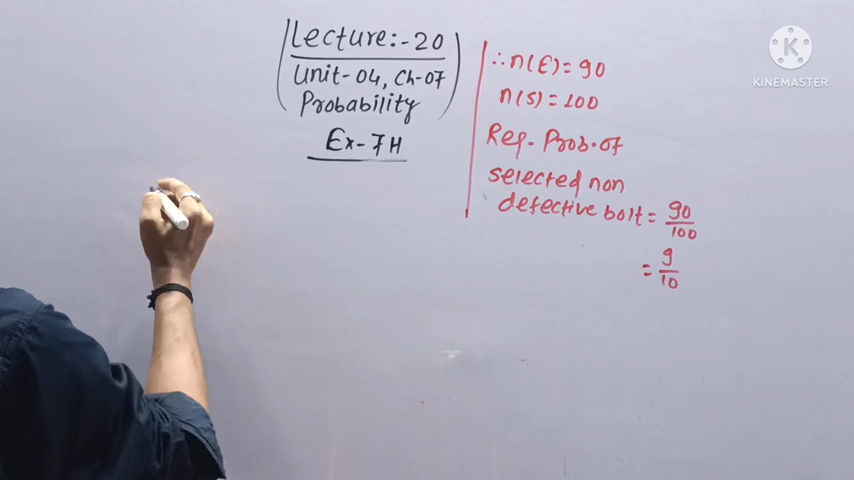 Lecture:-20
Unit-04, Ch-07
Probability
Ex-7H
∴ n(E)=90
n(S)=100
Req. Prob. of
selected non
defective bolt = 90/100
= 9/10
K
KINEMASTER